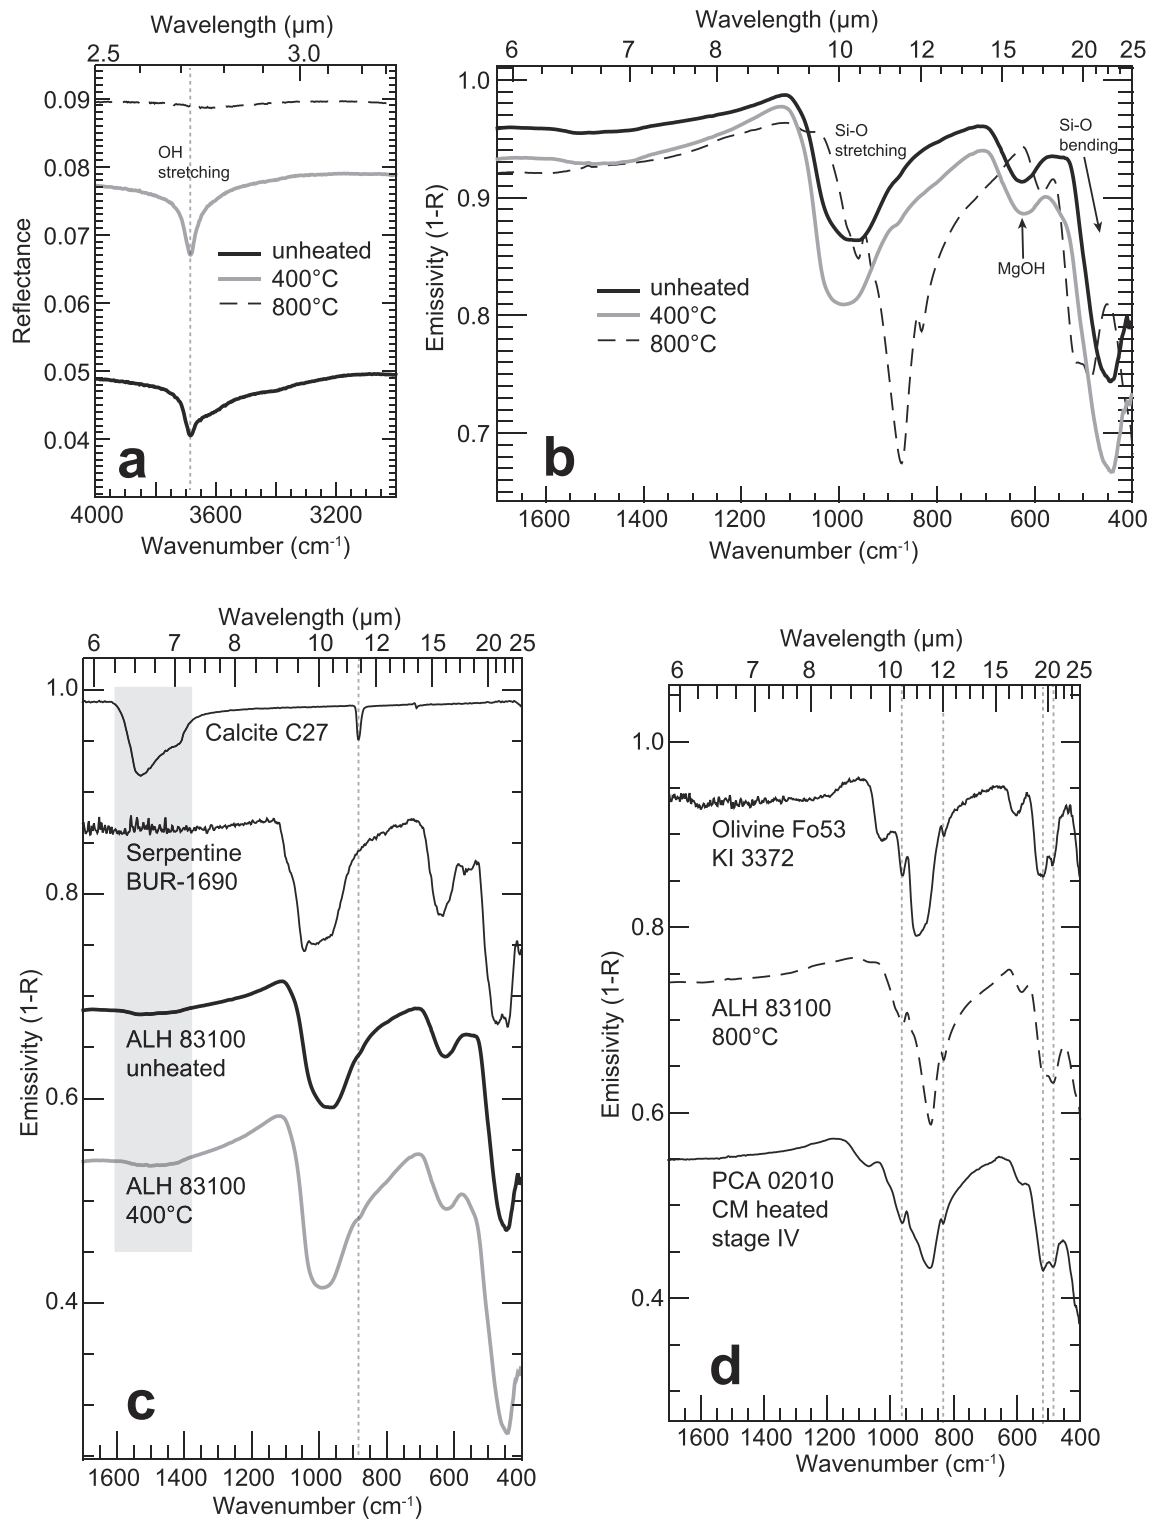 Wavelength (µm)
2.5 3.0
0.09
0.08
0.07
0.06
0.05
0.04
Reflectance
OH
stretching
unheated
400°C
800°C
a
4000 3600 3200
Wavenumber (cm-1)
Wavelength (µm)
6 7 8 10 12 15 20 25
1.0
0.9
0.8
0.7
Emissivity (1-R)
Si-O
stretching
Si-O
bending
MgOH
unheated
400°C
800°C
b
1600 1400 1200 1000 800 600 400
Wavenumber (cm-1)
Wavelength (µm)
6 7 8 10 12 15 20 25
1.0
0.8
0.6
0.4
Emissivity (1-R)
Calcite C27
Serpentine
BUR-1690
ALH 83100
unheated
ALH 83100
400°C
c
1600 1200 1000 800 600 400
Wavenumber (cm-1)
Wavelength (µm)
6 7 8 10 12 15 20 25
1.0
0.8
0.6
0.4
Emissivity (1-R)
Olivine Fo53
KI 3372
ALH 83100
800°C
PCA 02010
CM heated
stage IV
d
1600 1200 1000 800 600 400
Wavenumber (cm-1)